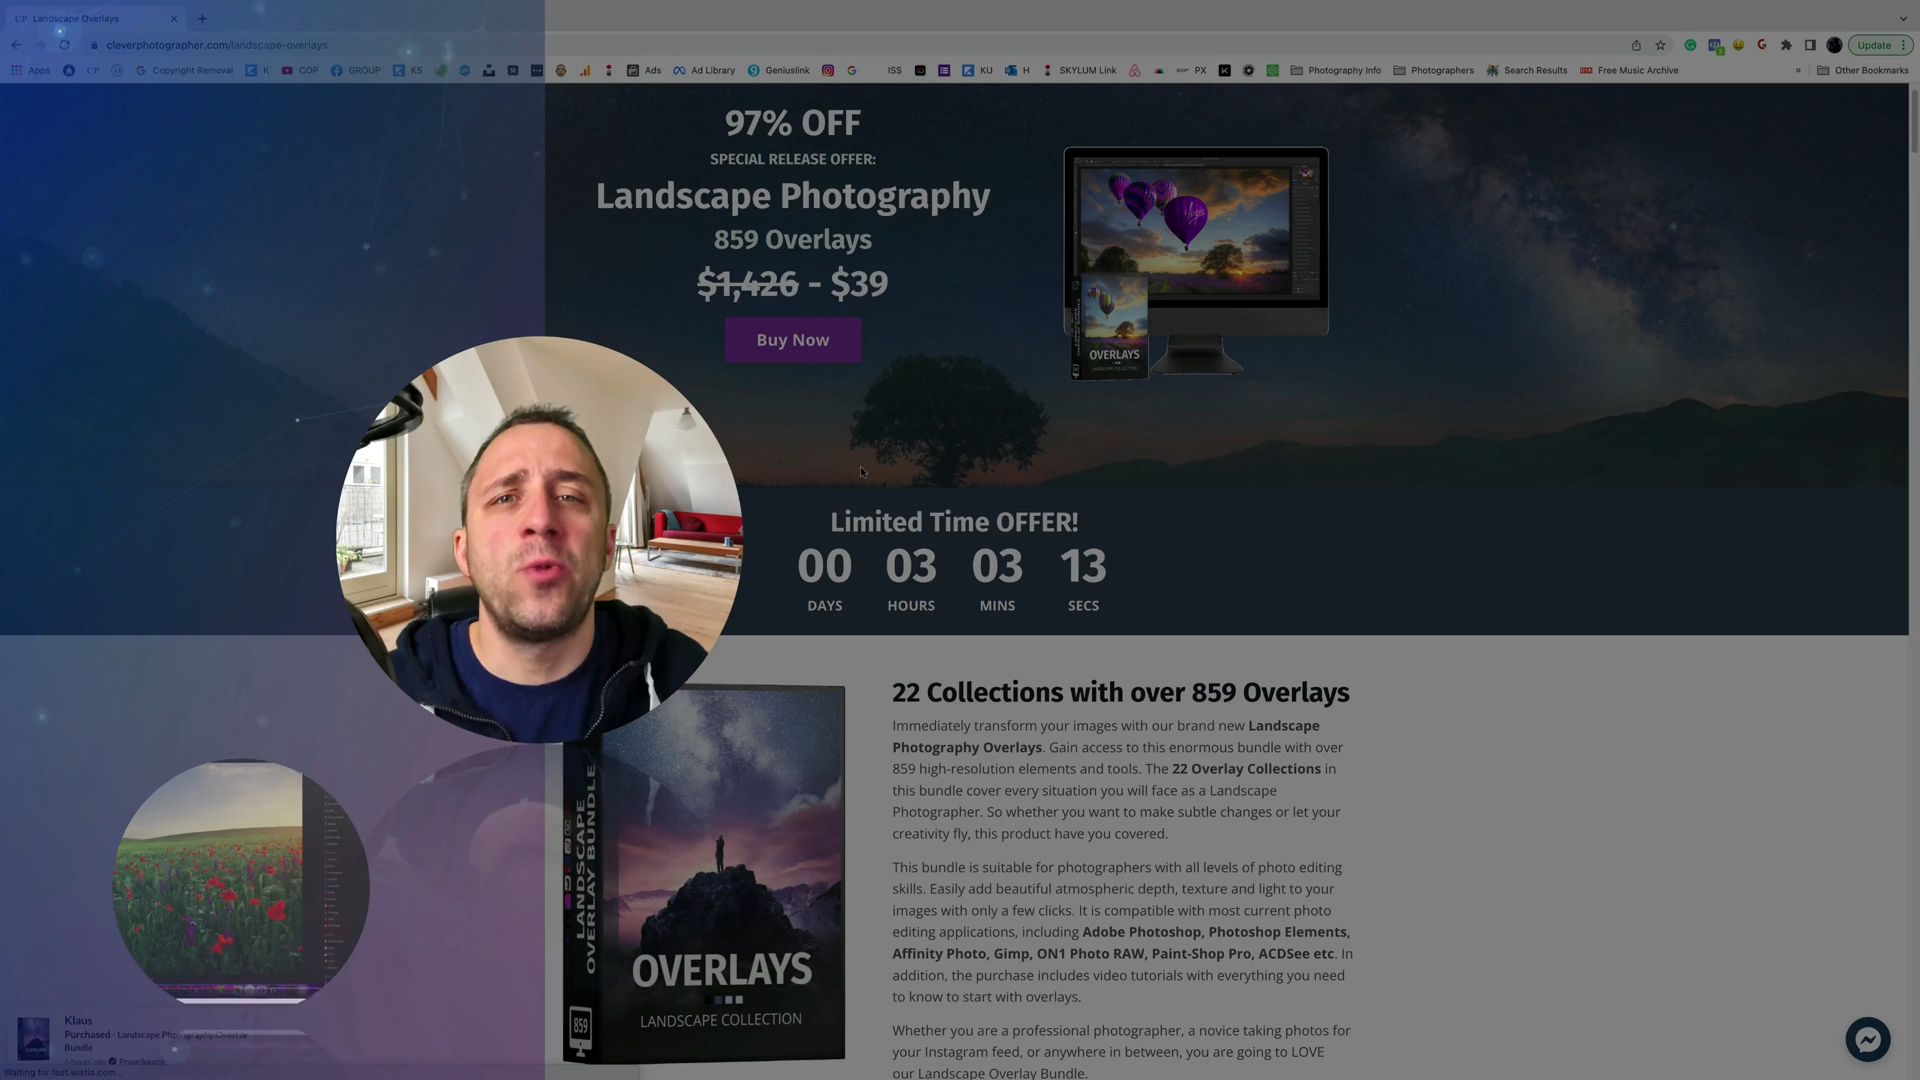 CP Landscape Overlays
cleverphotographer.com/landscape-overlays
Update
Apps
CP
Copyright Removal
K
COP
GROUP
KS
Ads
Ad Library
Geniuslink
ISS
KU
H
SKYLUM Link
PX
Photography Info
Photographers
Search Results
Free Music Archive
»
Other Bookmarks
97% OFF
SPECIAL RELEASE OFFER:
Landscape Photography
859 Overlays
$1,426 - $39
Buy Now
OVERLAYS
LANDSCAPE COLLECTION
Limited Time OFFER!
00 03 03 13
DAYS HOURS MINS SECS
22 Collections with over 859 Overlays
Immediately transform your images with our brand new Landscape
Photography Overlays. Gain access to this enormous bundle with over
859 high-resolution elements and tools. The 22 Overlay Collections in
this bundle cover every situation you will face as a Landscape
Photographer. So whether you want to make subtle changes or let your
creativity fly, this product have you covered.
This bundle is suitable for photographers with all levels of photo editing
skills. Easily add beautiful atmospheric depth, texture and light to your
images with only a few clicks. It is compatible with most current photo
editing applications, including Adobe Photoshop, Photoshop Elements,
Affinity Photo, Gimp, ON1 Photo RAW, Paint-Shop Pro, ACDSee etc. In
addition, the purchase includes video tutorials with everything you need
to know to start with overlays.
Whether you are a professional photographer, a novice taking photos for
your Instagram feed, or anywhere in between, you are going to LOVE
our Landscape Overlay Bundle.
LANDSCAPE
OVERLAY BUNDLE
OVERLAYS
LANDSCAPE COLLECTION
859
Klaus
Purchased - Landscape Photography Overlay
Bundle
6 hours ago ProveSource
Waiting for fast.wistia.com...